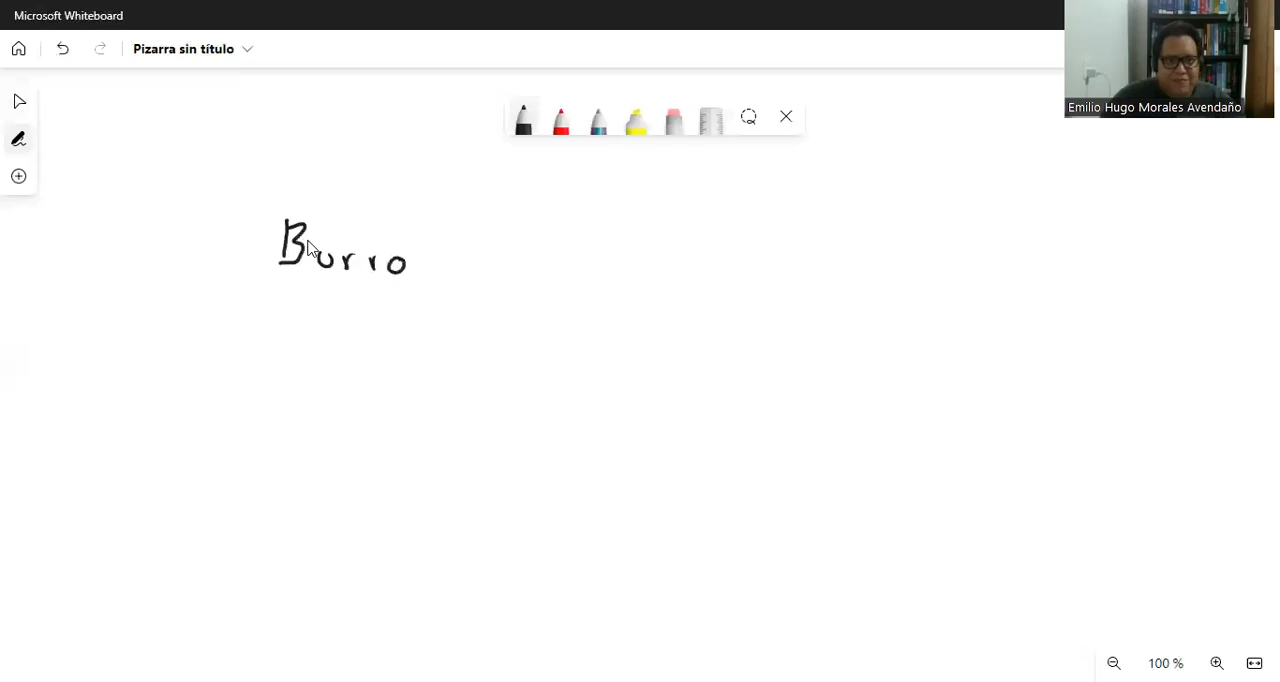 Microsoft Whiteboard
Pizarra sin título
Emilio Hugo Morales Avendaño
Burro
100 %